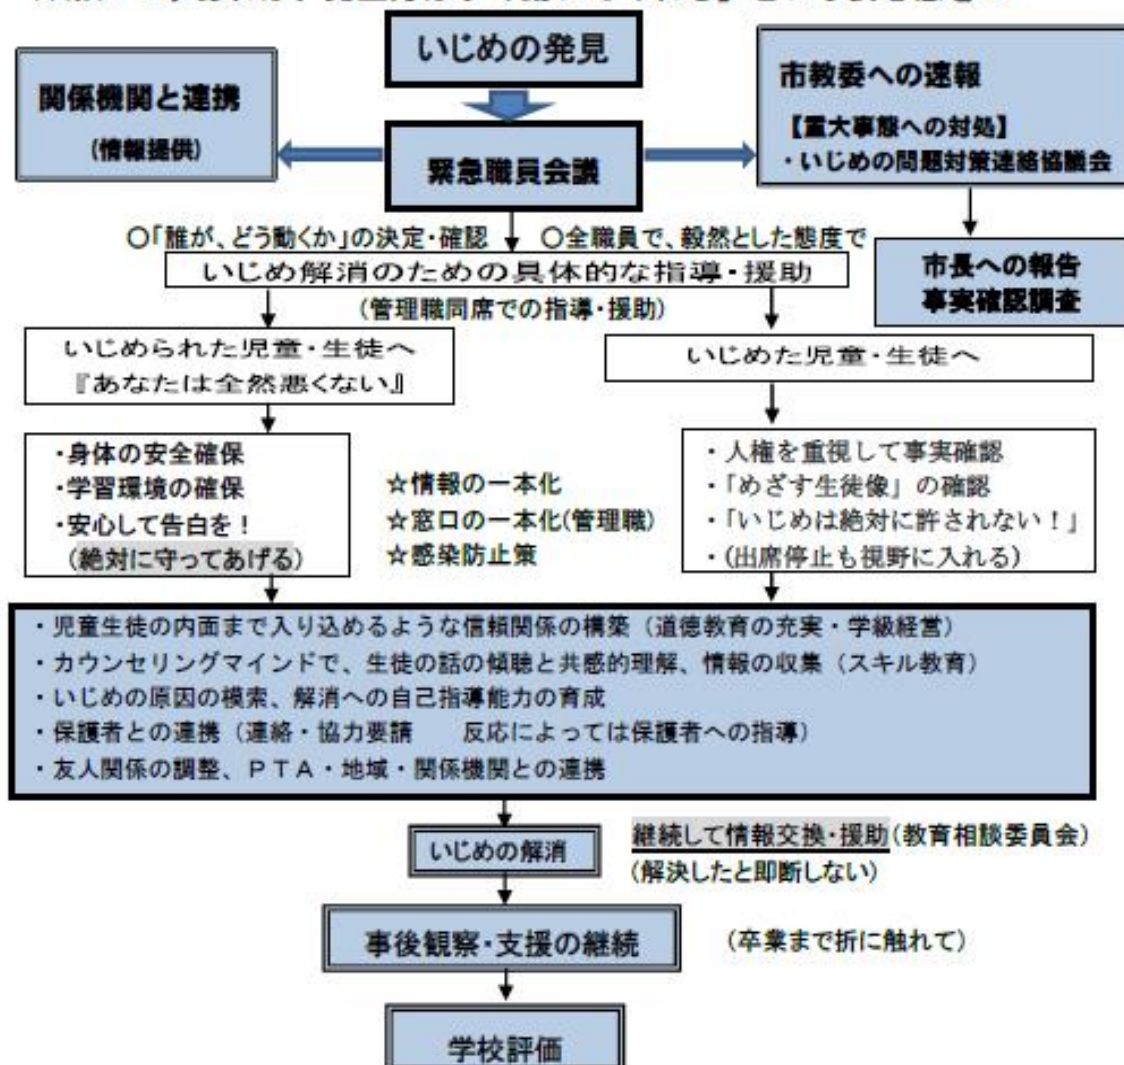 いじめの発見
関係機関と連携
(情報提供)
市教委への速報
【重大事態への対処】
・いじめの問題対策連絡協議会
緊急職員会議
○「誰が、どう動くか」の決定・確認
○全職員で、毅然とした態度で
いじめ解消のための具体的な指導・援助
(管理職同席での指導・援助)
市長への報告
事実確認調査
いじめられた児童・生徒へ
『あなたは全然悪くない』
いじめた児童・生徒へ
・身体の安全確保
・学習環境の確保
・安心して告白を!
(絶対に守ってあげる)
☆情報の一本化
☆窓口の一本化(管理職)
☆感染防止策
・人権を重視して事実確認
・「めざす生徒像」の確認
・「いじめは絶対に許されない!」
・(出席停止も視野に入れる)
・児童生徒の内面まで入り込めるような信頼関係の構築(道徳教育の充実・学級経営)
・カウンセリングマインドで、生徒の話の傾聴と共感的理解、情報の収集(スキル教育)
・いじめの原因の模索、解消への自己指導能力の育成
・保護者との連携(連絡・協力要請　反応によっては保護者への指導)
・友人関係の調整、PTA・地域・関係機関との連携
いじめの解消
継続して情報交換・援助(教育相談委員会)
(解決したと即断しない)
事後観察・支援の継続
(卒業まで折に触れて)
学校評価